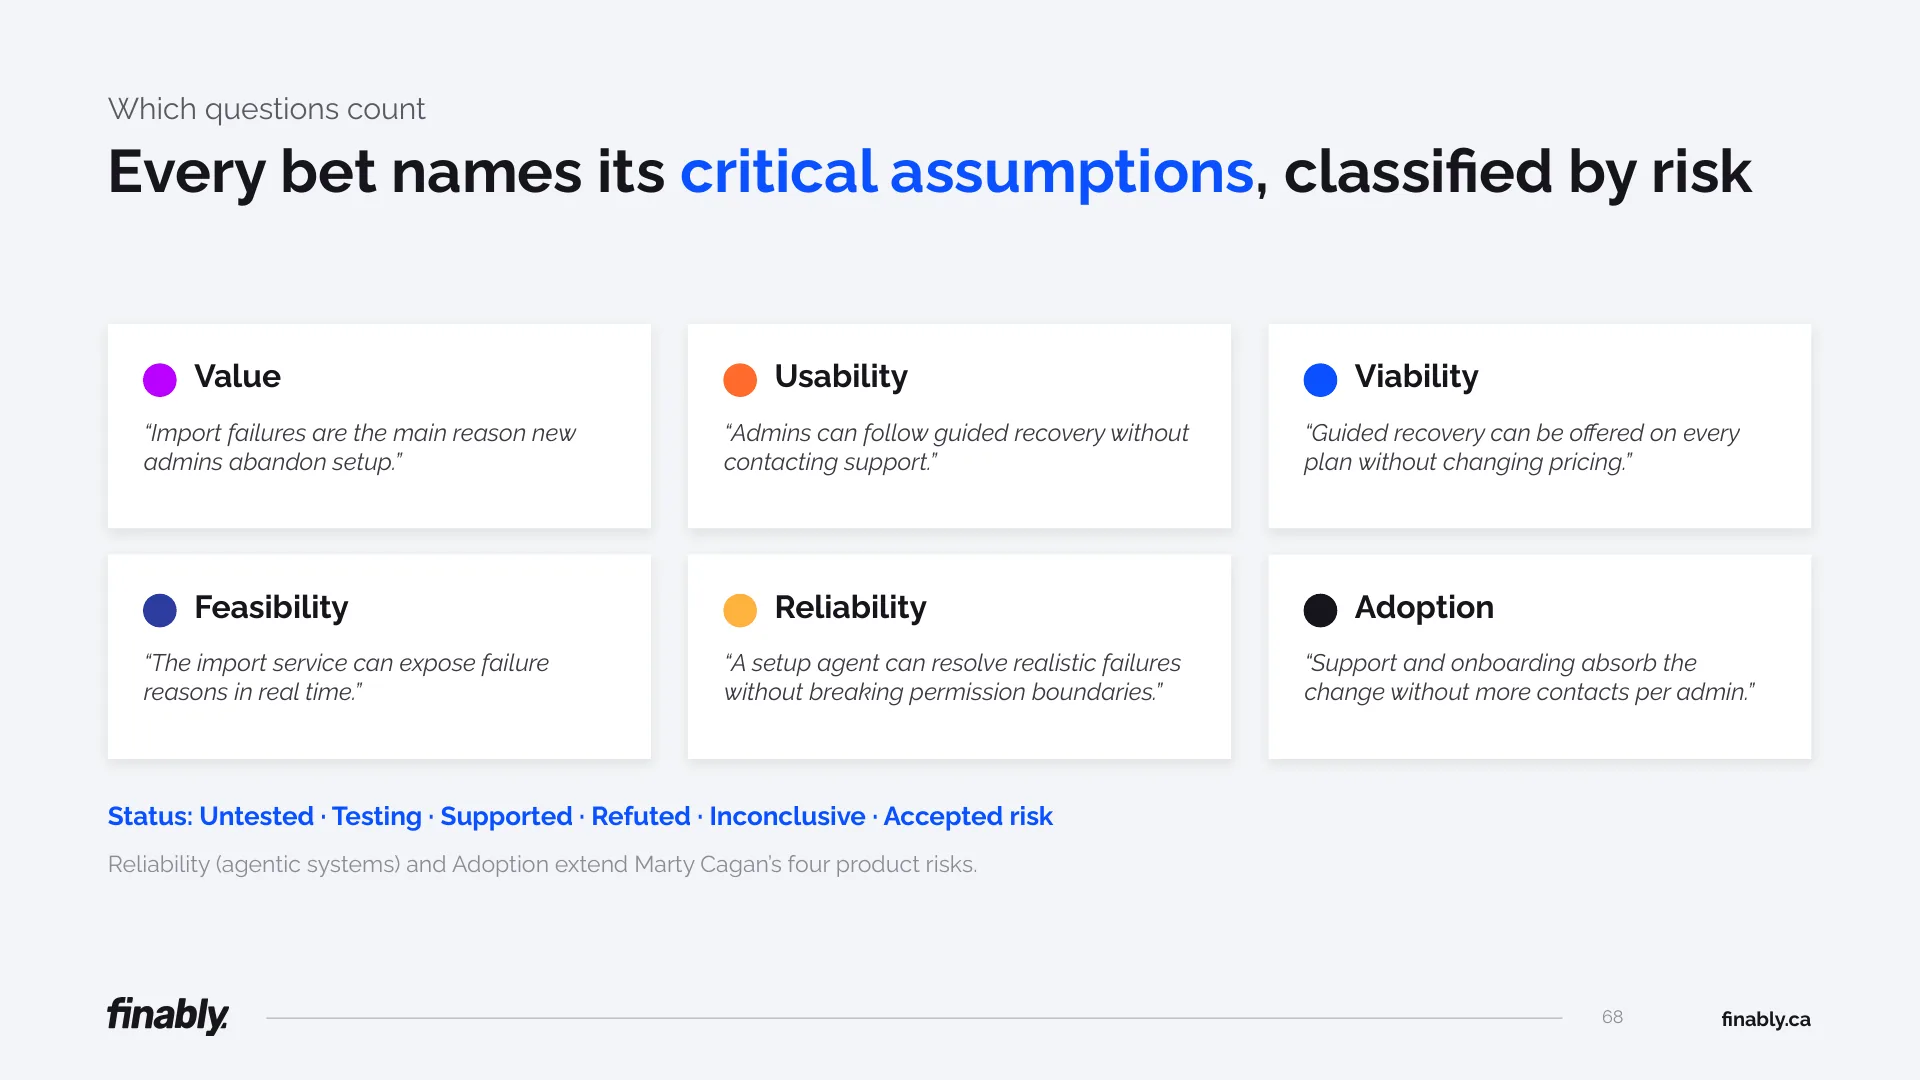 Which questions count
Every bet names its critical assumptions, classified by risk
Value
“Import failures are the main reason new
admins abandon setup.”
Usability
“Admins can follow guided recovery without
contacting support.”
Viability
“Guided recovery can be offered on every
plan without changing pricing.”
Feasibility
“The import service can expose failure
reasons in real time.”
Reliability
“A setup agent can resolve realistic failures
without breaking permission boundaries.”
Adoption
“Support and onboarding absorb the
change without more contacts per admin.”
Status: Untested · Testing · Supported · Refuted · Inconclusive · Accepted risk
Reliability (agentic systems) and Adoption extend Marty Cagan’s four product risks.
finably.
68
finably.ca